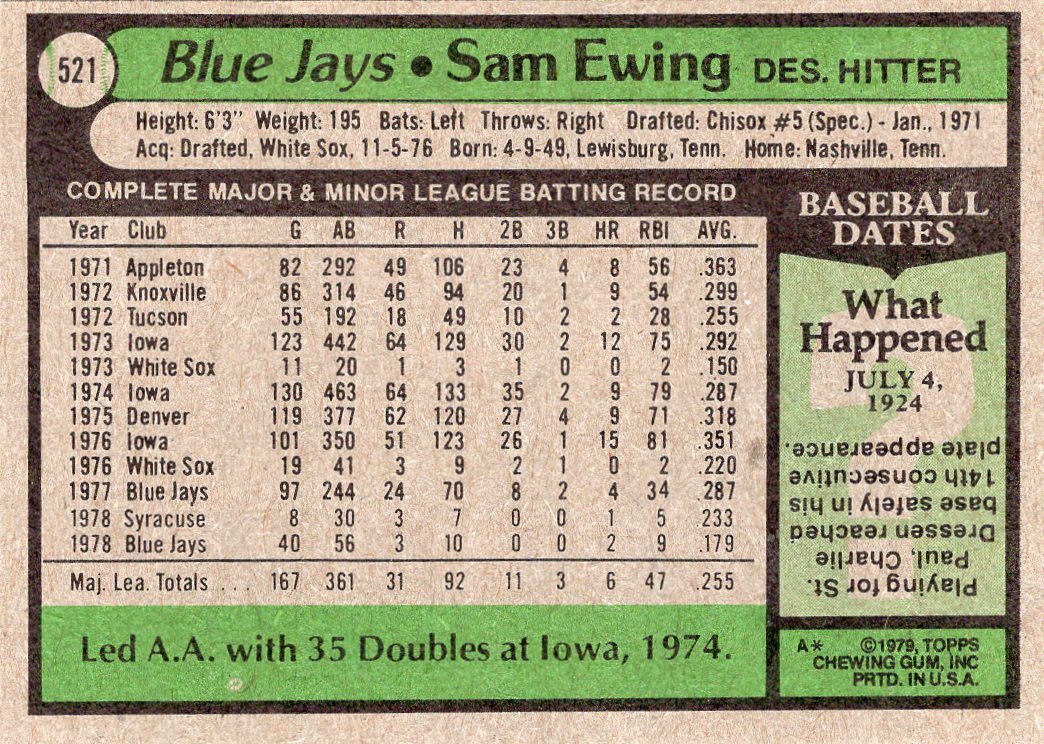 521
Blue Jays • Sam Ewing DES. HITTER
Height: 6'3" Weight: 195 Bats: Left Throws: Right Drafted: Chisox #5 (Spec.) - Jan., 1971
Acq: Drafted, White Sox, 11-5-76 Born: 4-9-49, Lewisburg, Tenn. Home: Nashville, Tenn.
COMPLETE MAJOR & MINOR LEAGUE BATTING RECORD
Year Club G AB R H 2B 3B HR RBI AVG.
1971 Appleton 82 292 49 106 23 4 8 56 .363
1972 Knoxville 86 314 46 94 20 1 9 54 .299
1972 Tucson 55 192 18 49 10 2 2 28 .255
1973 Iowa 123 442 64 129 30 2 12 75 .292
1973 White Sox 11 20 1 3 1 0 0 2 .150
1974 Iowa 130 463 64 133 35 2 9 79 .287
1975 Denver 119 377 62 120 27 4 9 71 .318
1976 Iowa 101 350 51 123 26 1 15 81 .351
1976 White Sox 19 41 3 9 2 1 0 2 .220
1977 Blue Jays 97 244 24 70 8 2 4 34 .287
1978 Syracuse 8 30 3 7 0 0 1 5 .233
1978 Blue Jays 40 56 3 10 0 0 2 9 .179
Maj. Lea. Totals . . . 167 361 31 92 11 3 6 47 .255
Led A.A. with 35 Doubles at Iowa, 1974.
BASEBALL
DATES
What
Happened
JULY 4,
1924
Playing for St.
Paul, Charlie
Dressen reached
base safely in his
14th consecutive
plate appearance.
A* ©1979, TOPPS
CHEWING GUM, INC
PRTD. IN U.S.A.